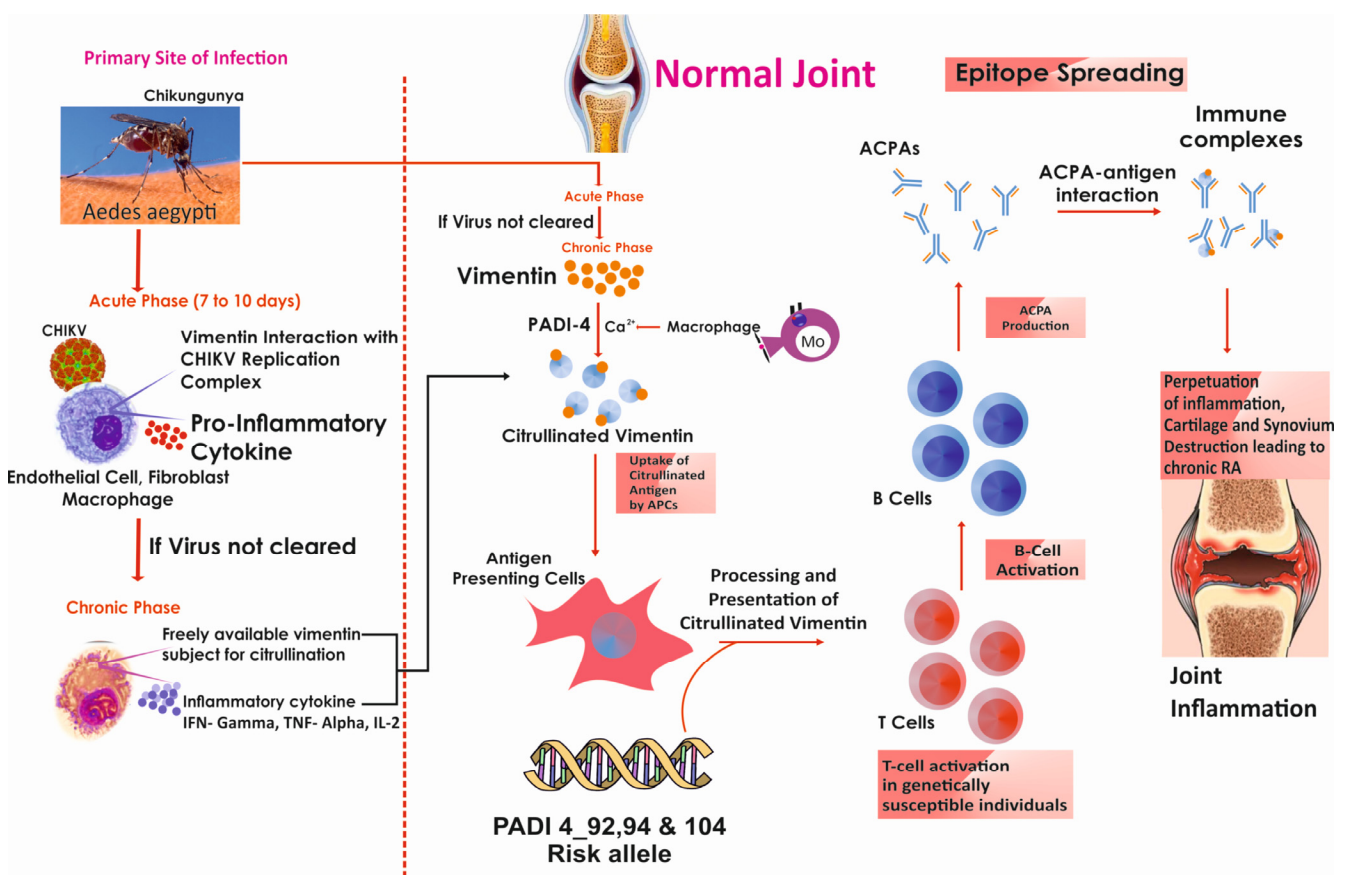 Primary Site of Infection
Chikungunya
Aedes aegypti
Acute Phase (7 to 10 days)
CHIKV
Vimentin Interaction with
CHIKV Replication
Complex
Pro-Inflammatory
Cytokine
Endothelial Cell, Fibroblast
Macrophage
If Virus not cleared
Chronic Phase
Freely available vimentin
subject for citrullination
Inflammatory cytokine
IFN- Gamma, TNF- Alpha, IL-2
Normal Joint
Acute Phase
If Virus not cleared
Chronic Phase
Vimentin
PADI-4
Ca²⁺
Macrophage
Mo
Citrullinated Vimentin
Uptake of
Citrullinated
Antigen
by APCs
Antigen
Presenting Cells
Processing and
Presentation of
Citrullinated Vimentin
PADI 4_92,94 & 104
Risk allele
Epitope Spreading
ACPAs
ACPA-antigen
interaction
Immune
complexes
ACPA
Production
B Cells
B-Cell
Activation
T Cells
T-cell activation
in genetically
susceptible individuals
Perpetuation
of inflammation,
Cartilage and Synovium
Destruction leading to
chronic RA
Joint
Inflammation